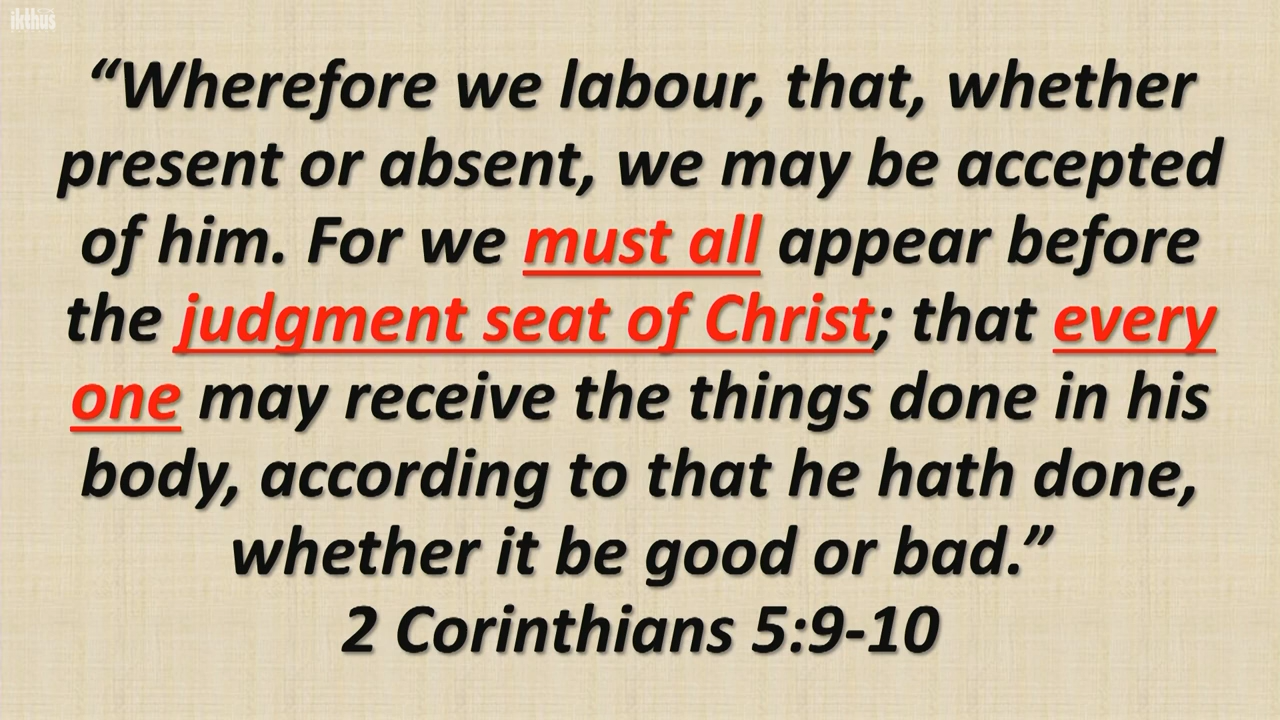 ikthus
“Wherefore we labour, that, whether
present or absent, we may be accepted
of him. For we must all appear before
the judgment seat of Christ; that every
one may receive the things done in his
body, according to that he hath done,
whether it be good or bad.”
2 Corinthians 5:9-10